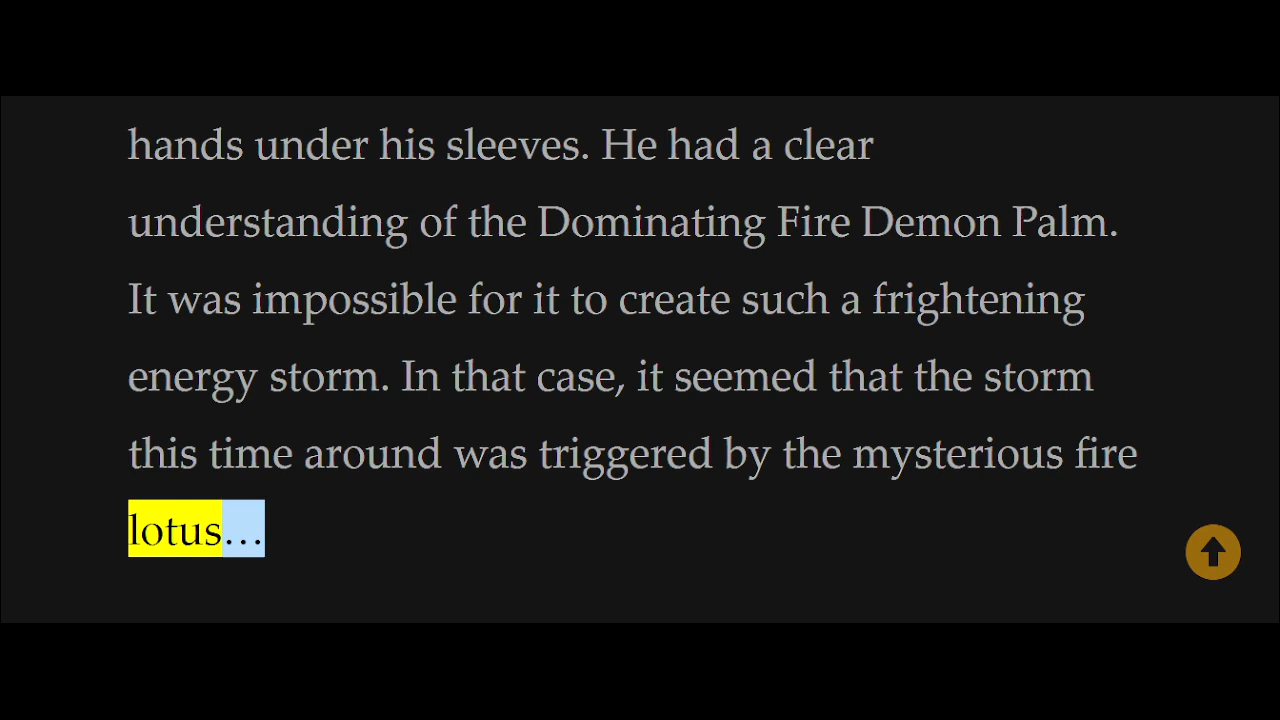 hands under his sleeves. He had a clear
understanding of the Dominating Fire Demon Palm.
It was impossible for it to create such a frightening
energy storm. In that case, it seemed that the storm
this time around was triggered by the mysterious fire
lotus…